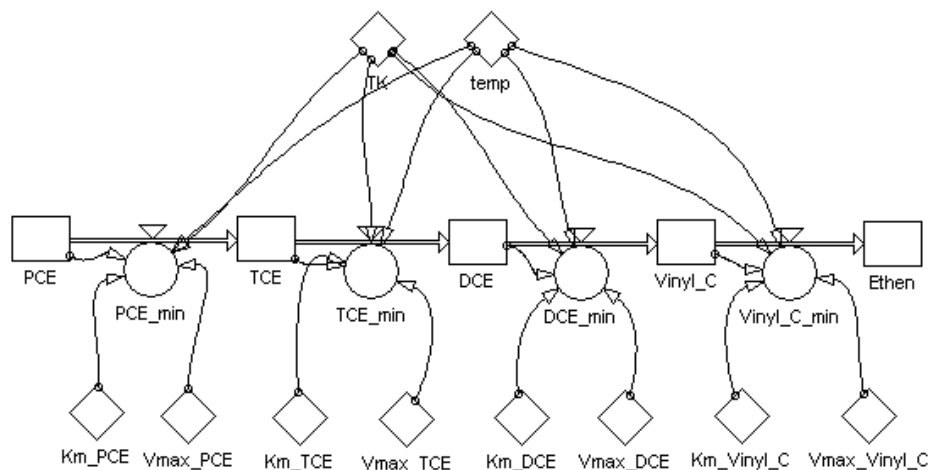 TK
temp
PCE
TCE
DCE
Vinyl_C
Ethen
PCE_min
TCE_min
DCE_min
Vinyl_C_min
Km_PCE
Vmax_PCE
Km_TCE
Vmax_TCE
Km_DCE
Vmax_DCE
Km_Vinyl_C
Vmax_Vinyl_C